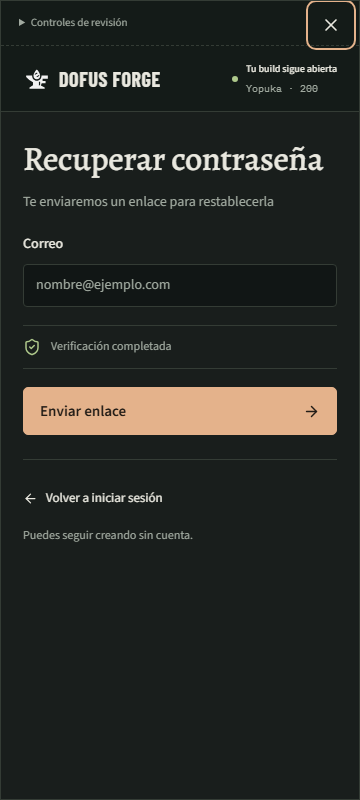 Controles de revisión
DOFUS FORGE
Tu build sigue abierta
Yopuka · 200
Recuperar contraseña
Te enviaremos un enlace para restablecerla
Correo
nombre@ejemplo.com
Verificación completada
Enviar enlace
Volver a iniciar sesión
Puedes seguir creando sin cuenta.